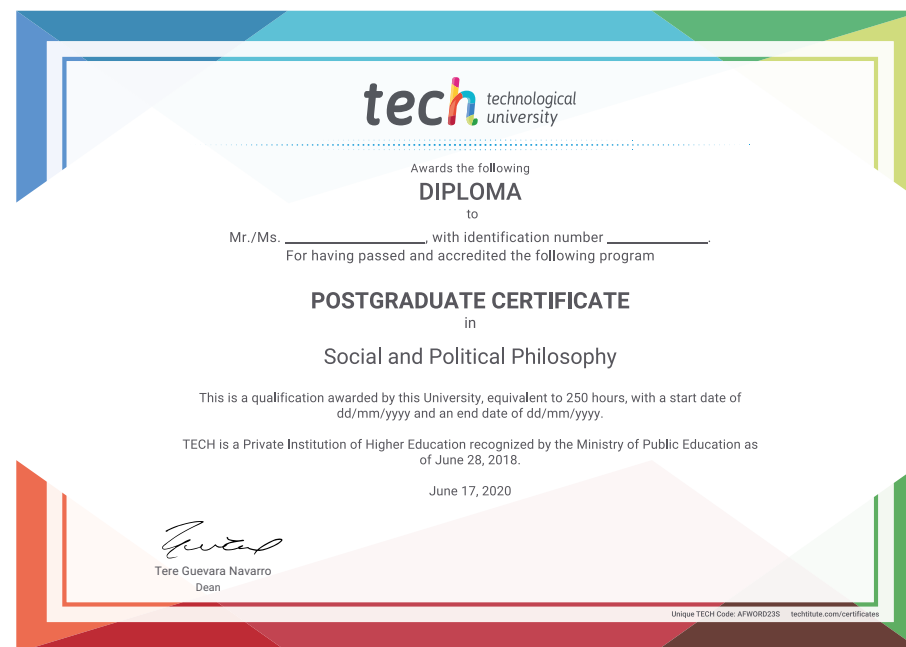 tech technological
university
Awards the following
DIPLOMA
to
Mr./Ms. ____________________, with identification number ______________.
For having passed and accredited the following program
POSTGRADUATE CERTIFICATE
in
Social and Political Philosophy
This is a qualification awarded by this University, equivalent to 250 hours, with a start date of
dd/mm/yyyy and an end date of dd/mm/yyyy.
TECH is a Private Institution of Higher Education recognized by the Ministry of Public Education as
of June 28, 2018.
June 17, 2020
Tere Guevara Navarro
Dean
Unique TECH Code: AFWORD23S techtitute.com/certificates